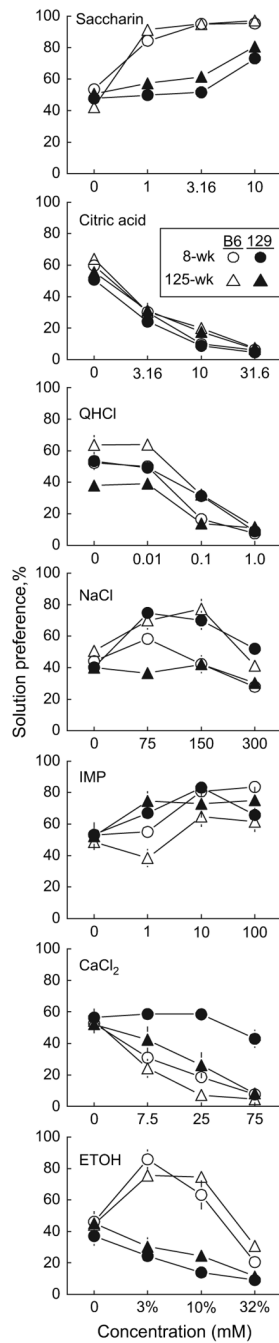 Saccharin
100
80
60
40
20
0
0 1 3.16 10
Citric acid
100
80
60
40
20
0
0 3.16 10 31.6
B6 129
8-wk
125-wk
QHCl
100
80
60
40
20
0
0 0.01 0.1 1.0
NaCl
100
80
60
40
20
0
0 75 150 300
Solution preference,%
IMP
100
80
60
40
20
0
0 1 10 100
CaCl2
100
80
60
40
20
0
0 7.5 25 75
ETOH
100
80
60
40
20
0
0 3% 10% 32%
Concentration (mM)